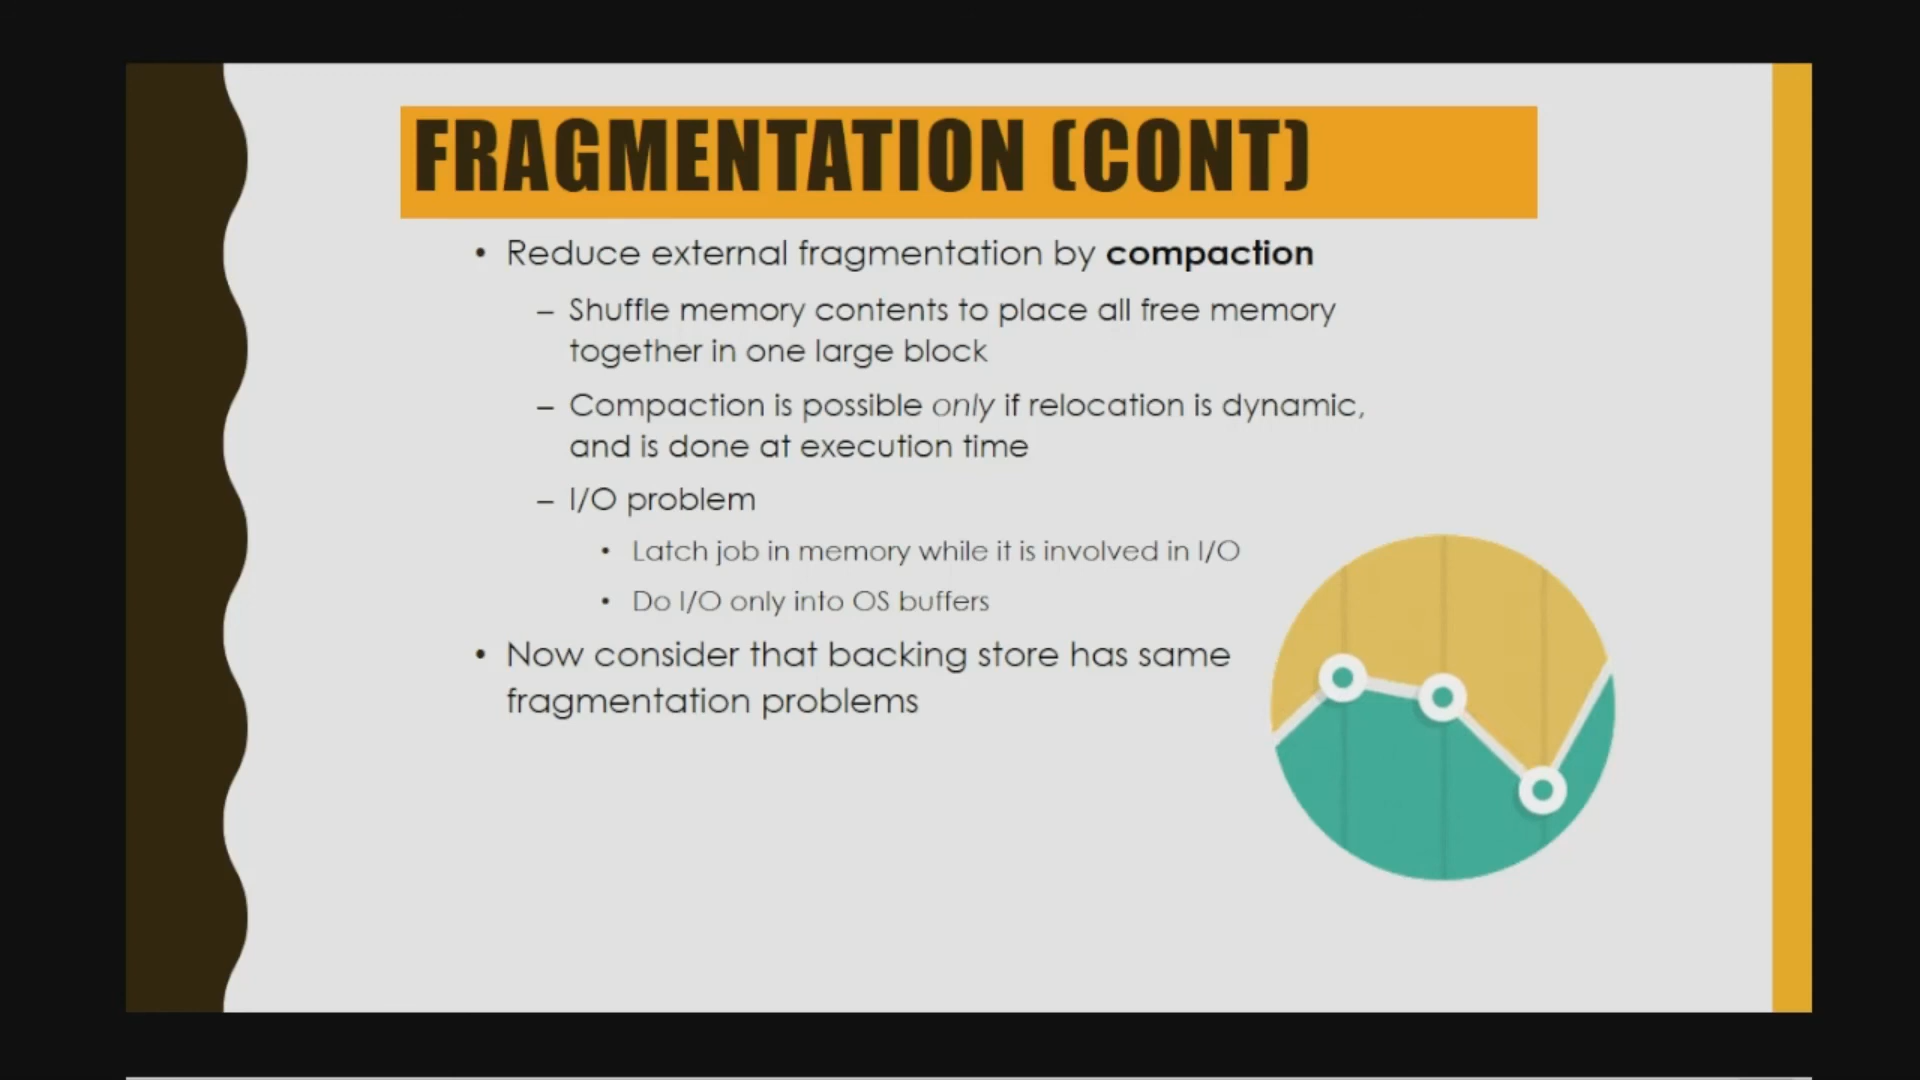 FRAGMENTATION (CONT)
• Reduce external fragmentation by compaction
– Shuffle memory contents to place all free memory
together in one large block
– Compaction is possible only if relocation is dynamic,
and is done at execution time
– I/O problem
• Latch job in memory while it is involved in I/O
• Do I/O only into OS buffers
• Now consider that backing store has same
fragmentation problems